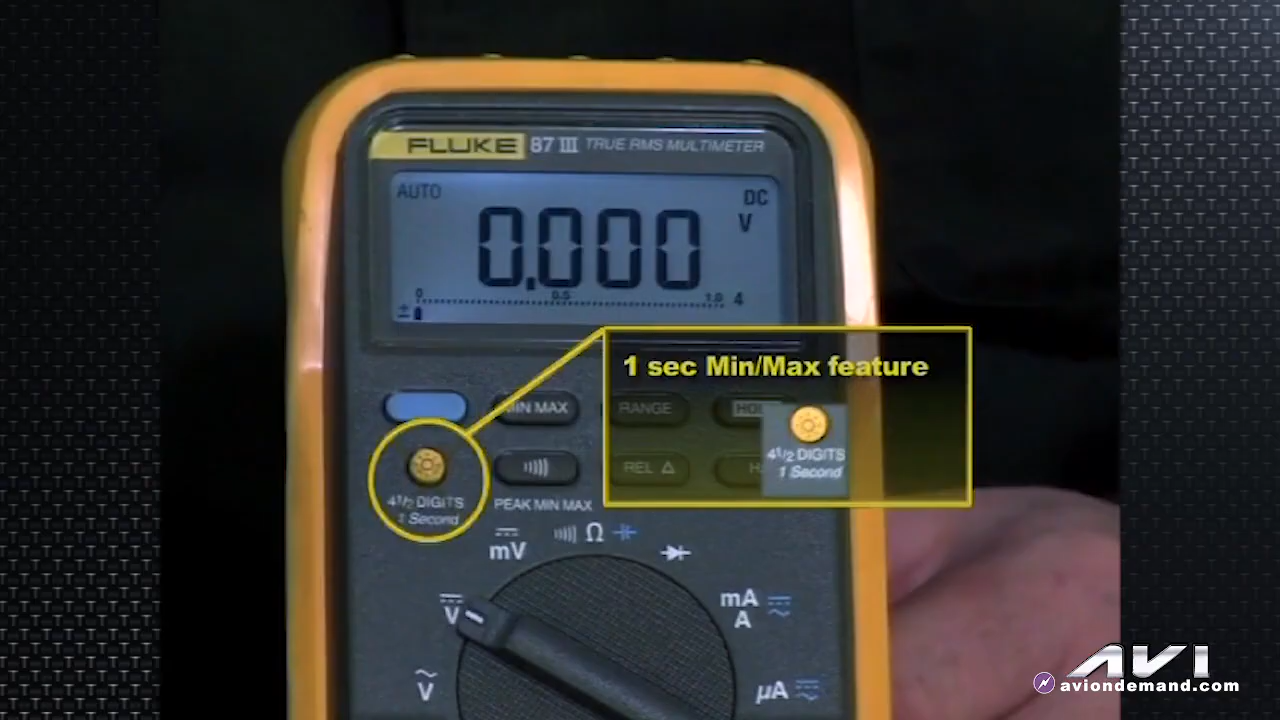 FLUKE 87 III TRUE RMS MULTIMETER
AUTO
DC
V
0.000
0 0.5 1.0 4
±
1 sec Min/Max feature
MIN MAX RANGE
REL Δ
4½ DIGITS
1 Second
4½ DIGITS
1 Second
PEAK MIN MAX
mV Ω
V
mA
A
V
µA
AVI
aviondemand.com